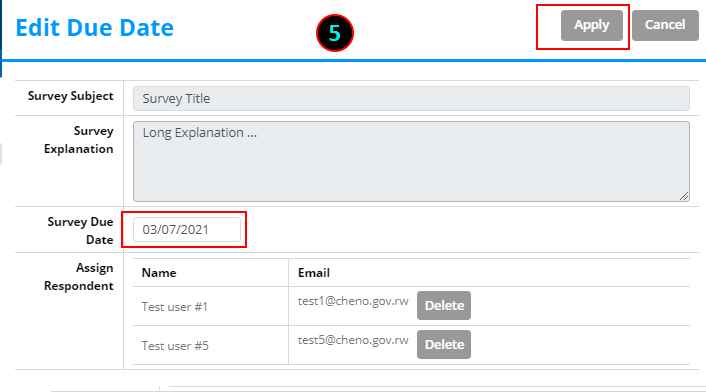 Edit Due Date
5
Apply
Cancel
Survey Subject
Survey Title
Survey
Explanation
Long Explanation ...
Survey Due
Date
03/07/2021
Assign
Respondent
Name Email
Test user #1 test1@cheno.gov.rw Delete
Test user #5 test5@cheno.gov.rw Delete